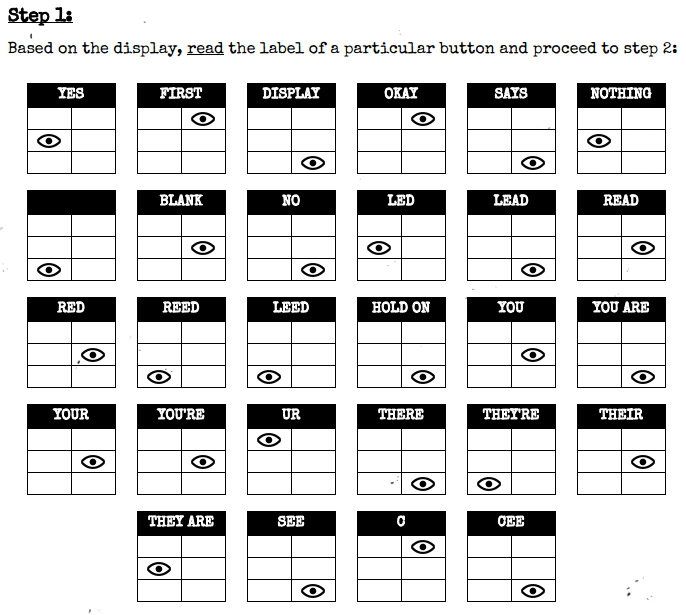 Step 1:
Based on the display, read the label of a particular button and proceed to step 2:
YES FIRST DISPLAY OKAY SAYS NOTHING
BLANK NO LED LEAD READ
RED REED LEED HOLD ON YOU YOU ARE
YOUR YOU'RE UR THERE THEY'RE THEIR
THEY ARE SEE C CEE